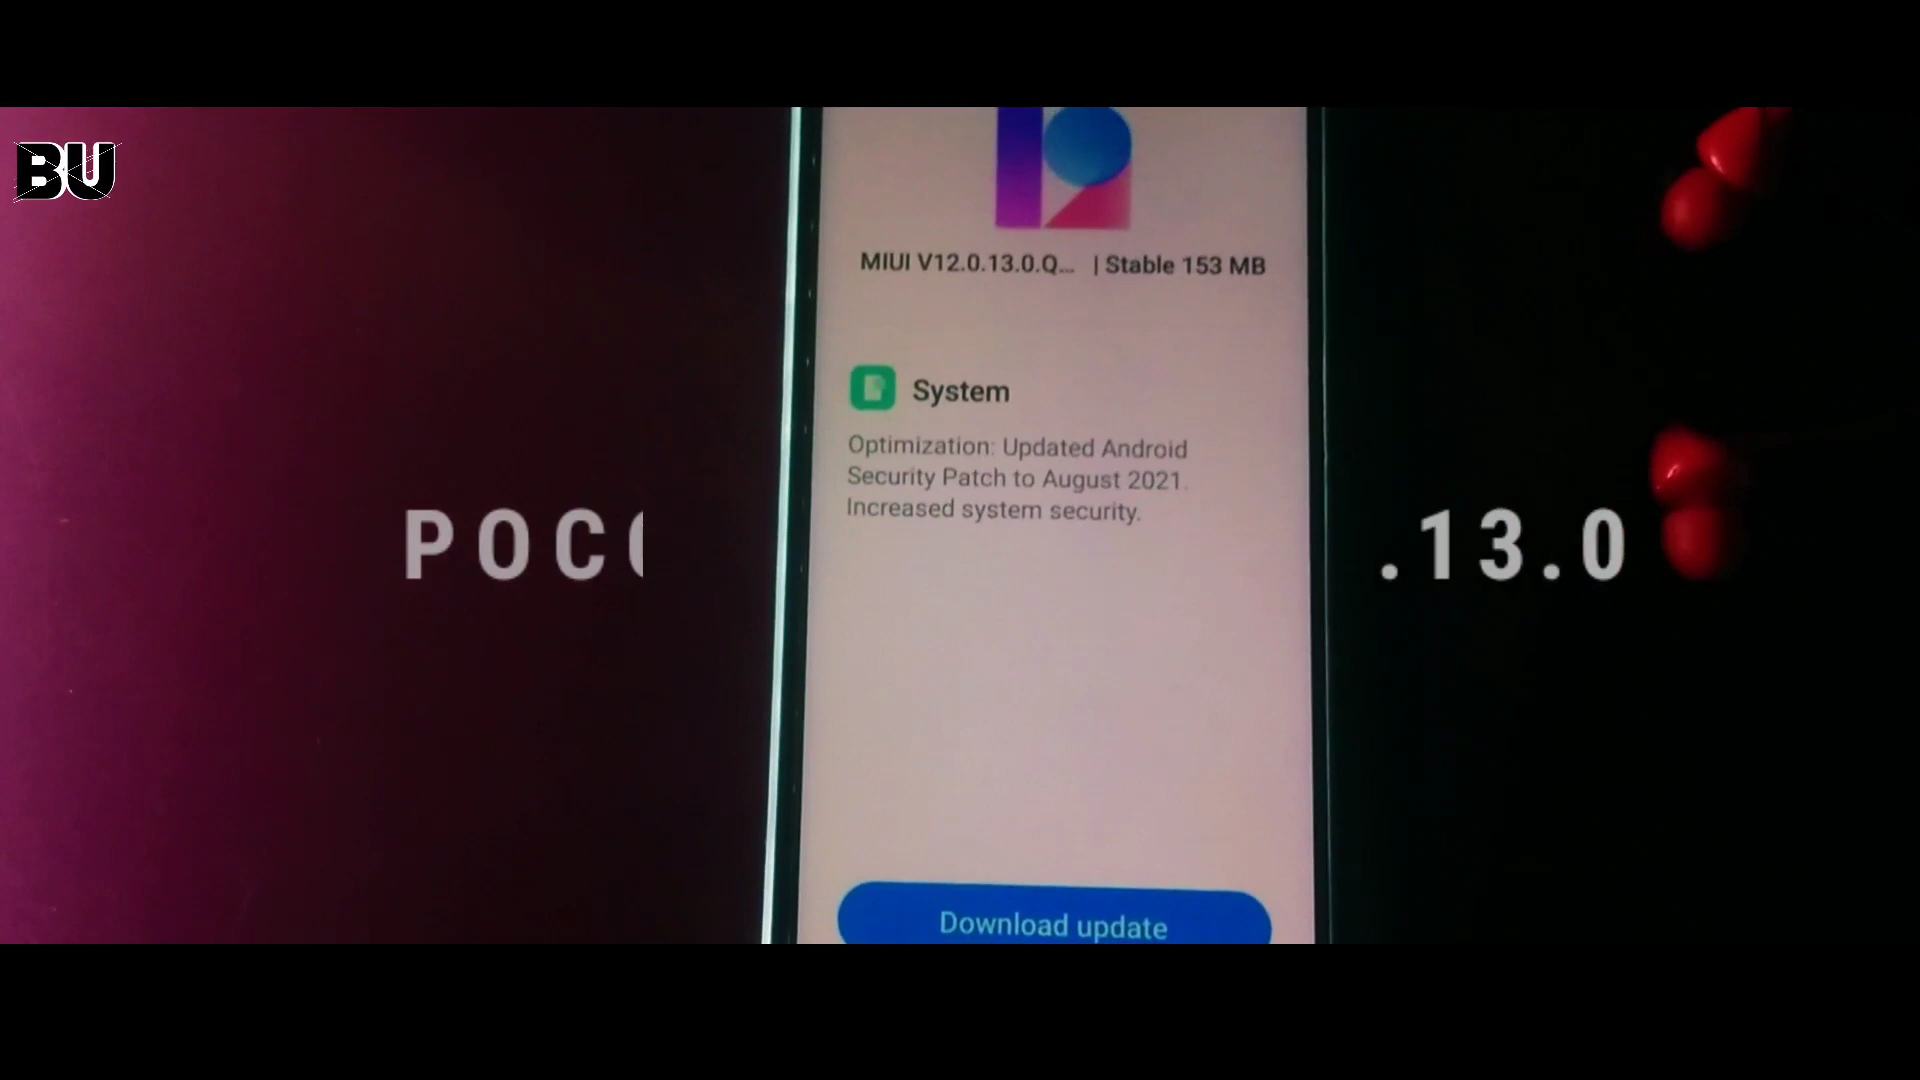 BU
MIUI V12.0.13.0.Q... | Stable 153 MB
System
Optimization: Updated Android
Security Patch to August 2021.
Increased system security.
POCO
.13.0
Download update